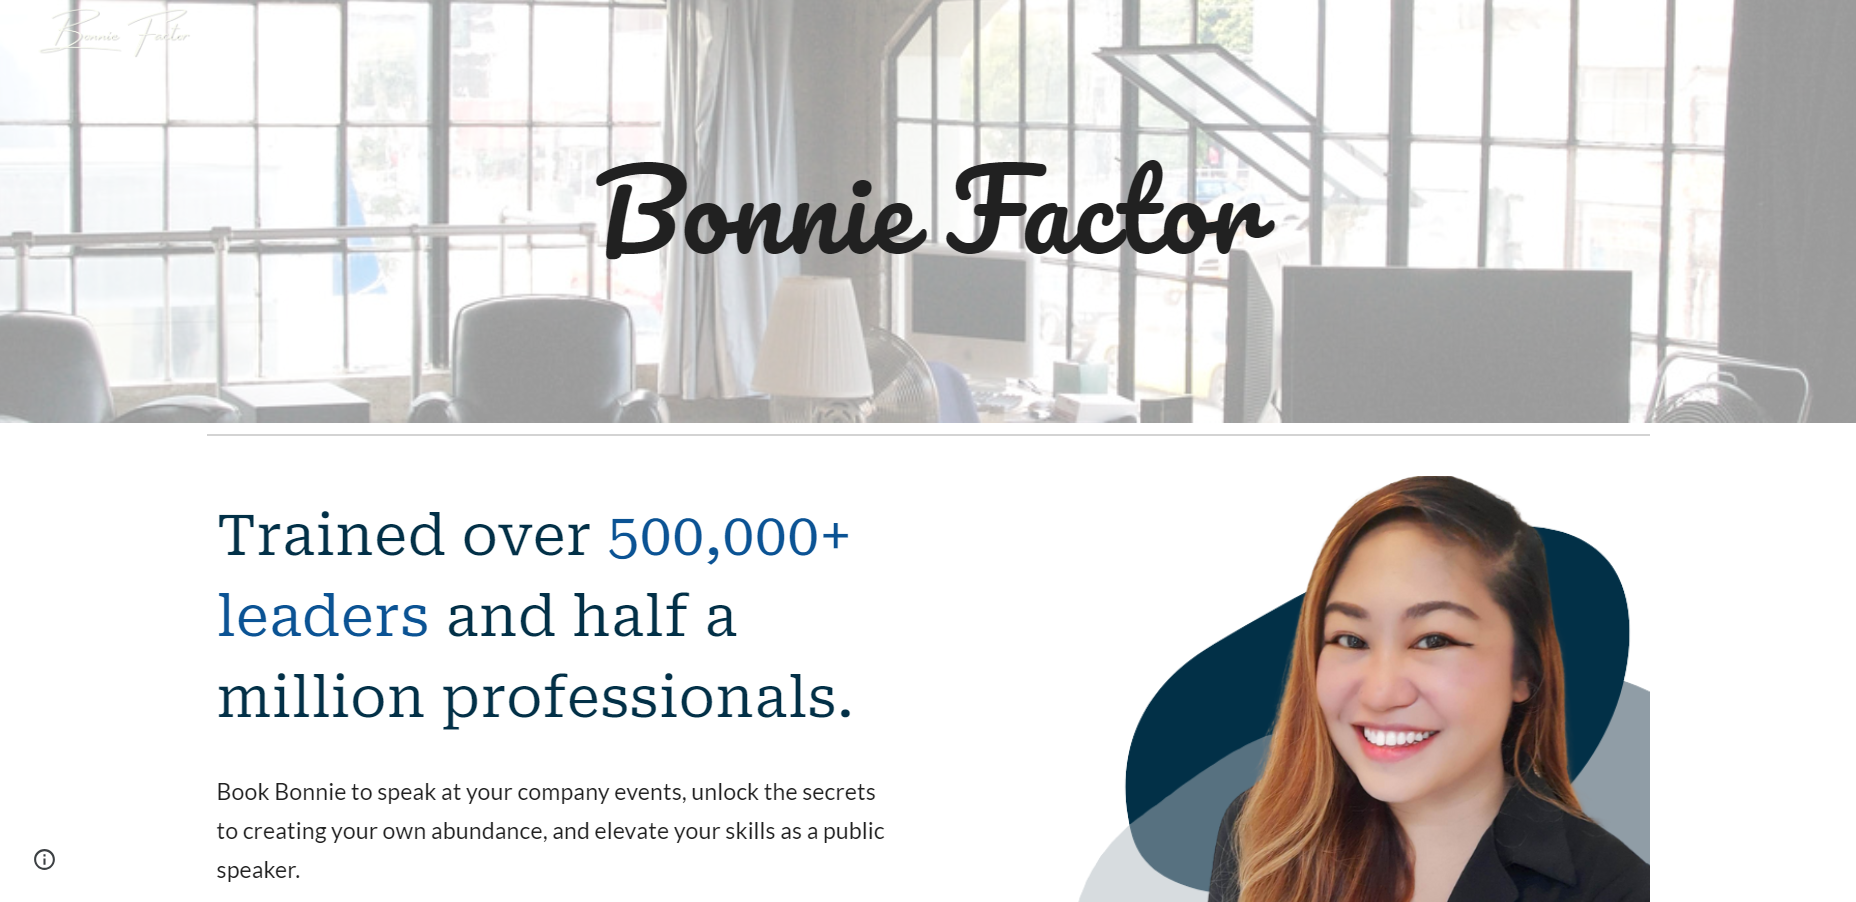 Bonnie Factor
Bonnie Factor
Trained over 500,000+
leaders and half a
million professionals.
Book Bonnie to speak at your company events, unlock the secrets
to creating your own abundance, and elevate your skills as a public
speaker.